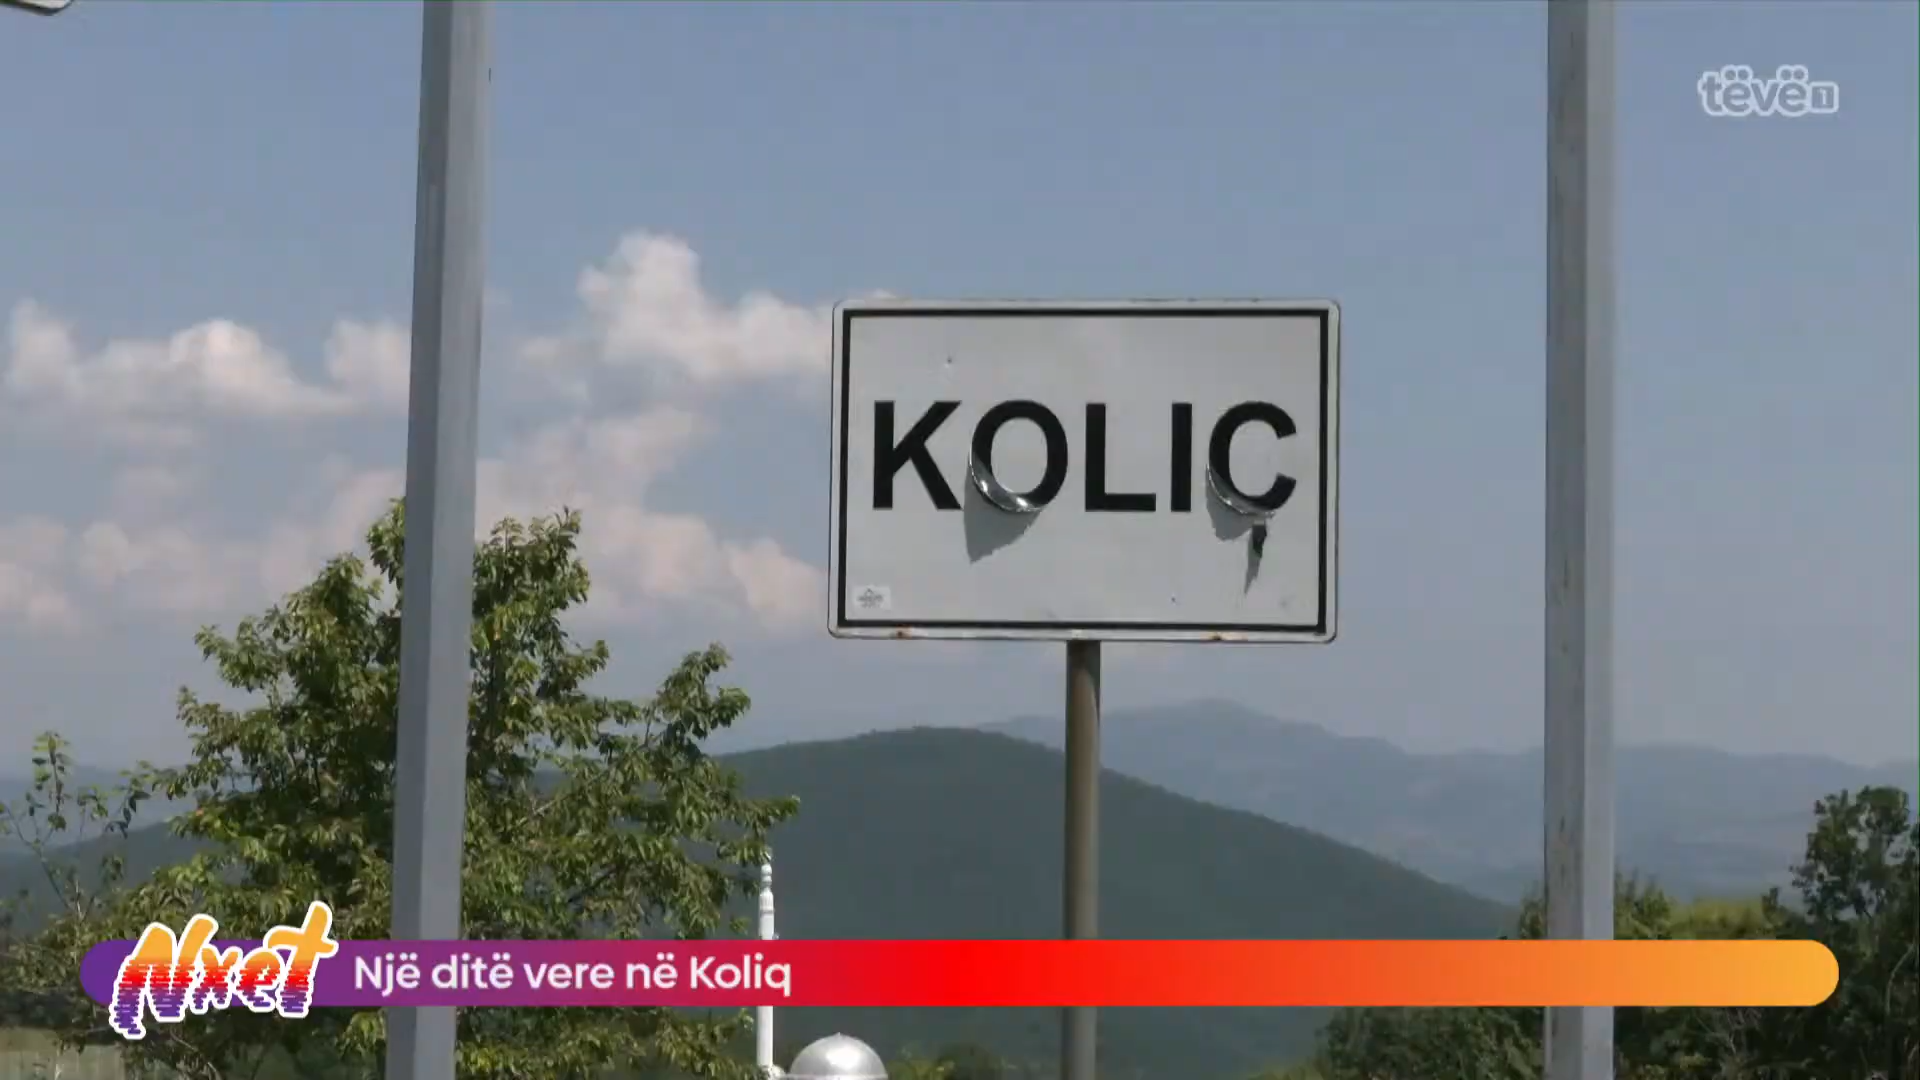 tëvë1
KOLIÇ
Nxet
Një ditë vere në Koliq